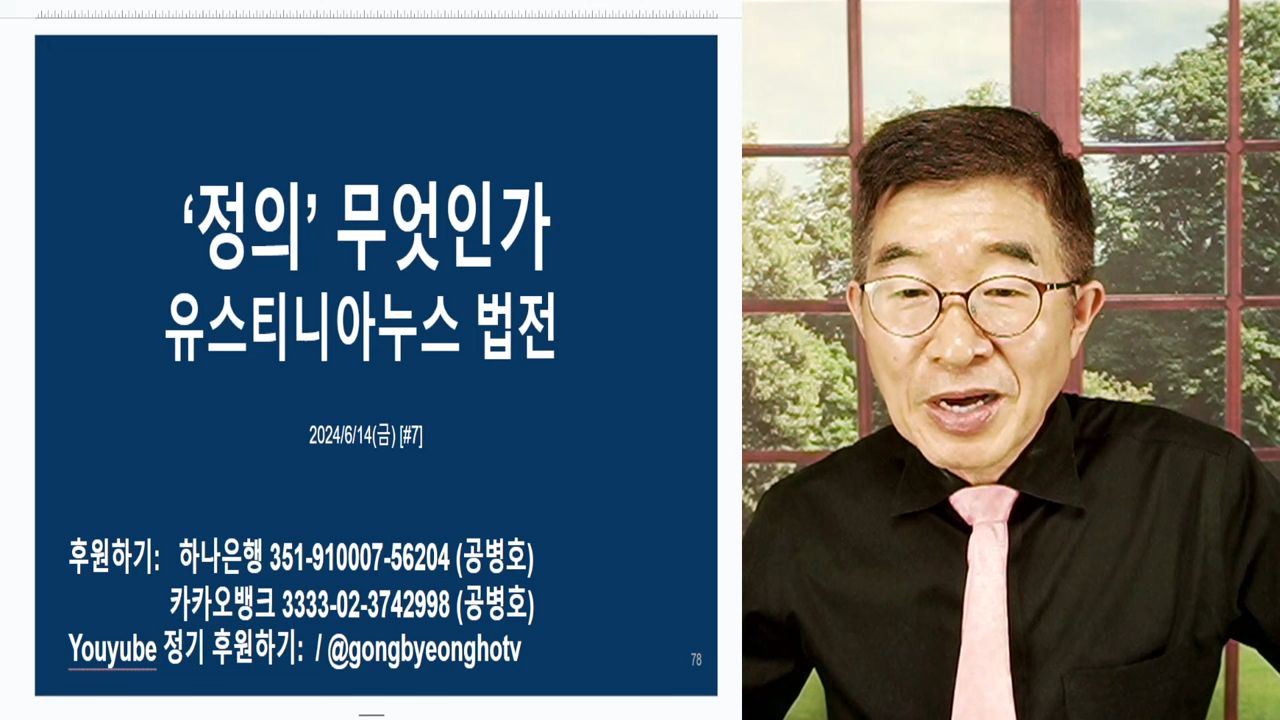 ‘정의’ 무엇인가
유스티니아누스 법전
2024/6/14(금) [#7]
후원하기: 하나은행 351-910007-56204 (공병호)
카카오뱅크 3333-02-3742998 (공병호)
Youyube 정기 후원하기: / @gongbyeonghotv
78